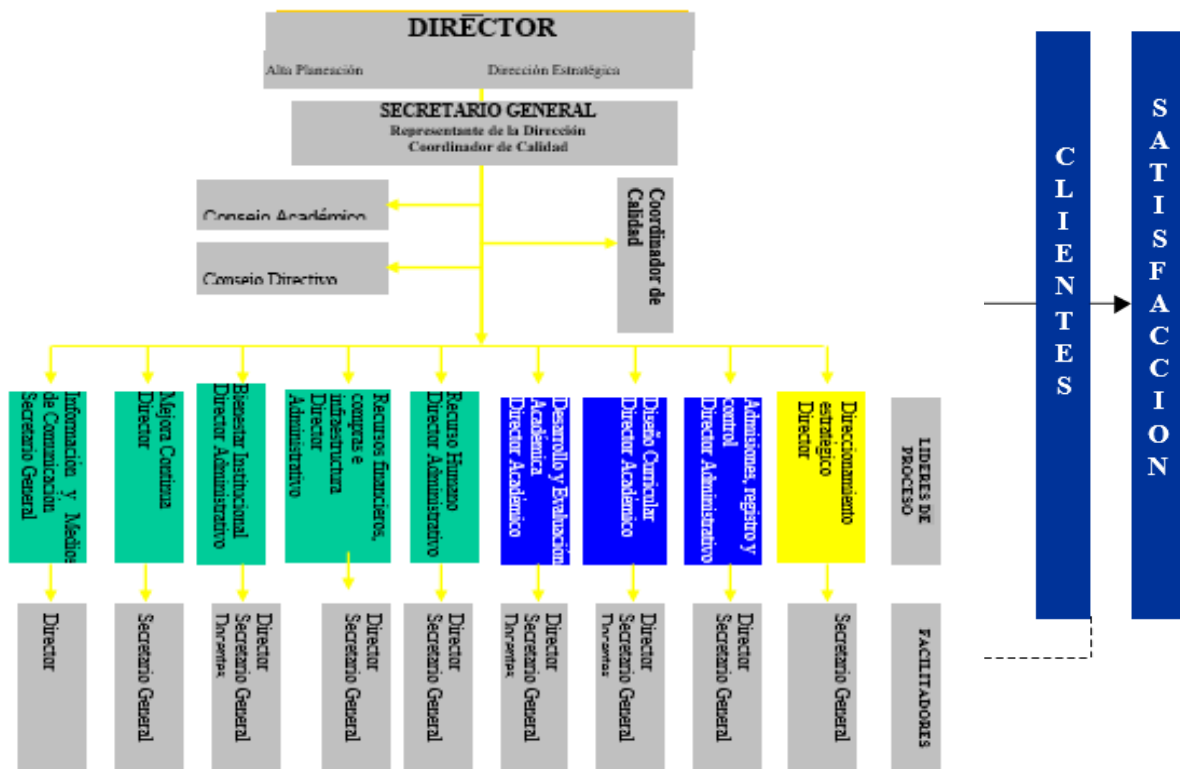 DIRECTOR
Alta Planeación
Dirección Estratégica
SECRETARIO GENERAL
Representante de la Dirección
Coordinador de Calidad
Consejo Académico
Coordinador de
Calidad
Consejo Directivo
Información y Medios
de Comunicación
Secretario General
Mejora Continua
Director
Bienestar Institucional
Director Administrativo
Recursos financieros,
compras e
infraestructura
Director
Administrativo
Recurso Humano
Director Administrativo
Desarrollo y Evaluación
Académica
Director Académico
Diseño Curricular
Director Académico
Admisiones, registro y
control
Director Administrativo
Direccionamiento
estratégico
Director
LIDERES DE
PROCESO
Director
Secretario General
Director
Secretario General
Docentes
Director
Secretario General
Director
Secretario General
Director
Secretario General
Docentes
Director
Secretario General
Docentes
Director
Secretario General
Secretario General
FACILITADORES
CLIENTES
SATISFACCION